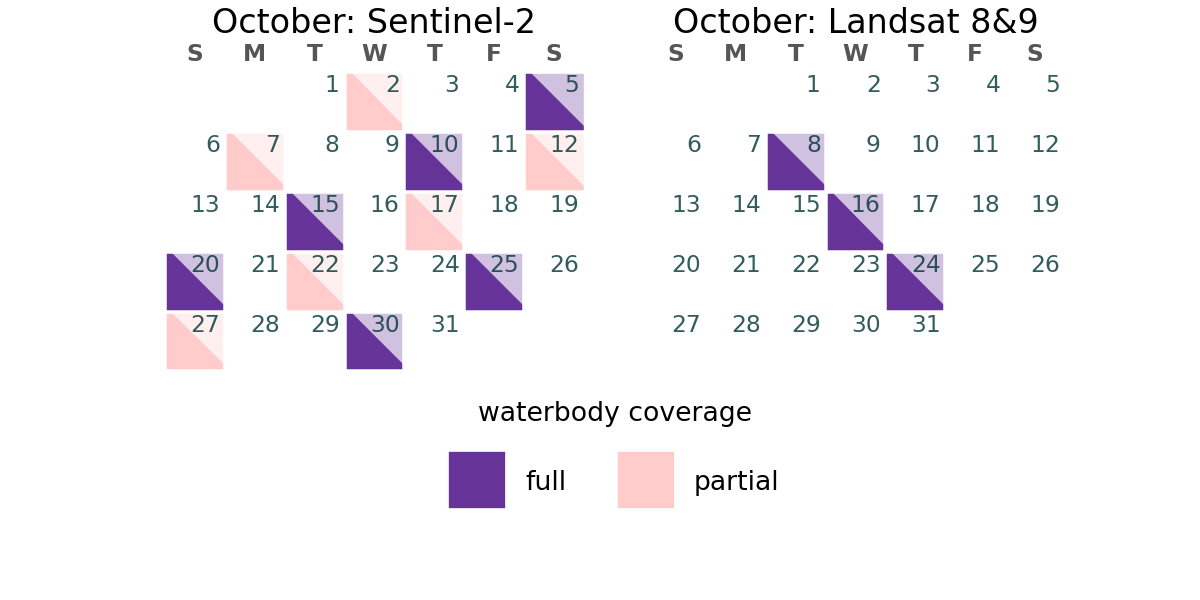 October: Sentinel-2
S M T W T F S
1 2 3 4 5
6 7 8 9 10 11 12
13 14 15 16 17 18 19
20 21 22 23 24 25 26
27 28 29 30 31
October: Landsat 8&9
S M T W T F S
1 2 3 4 5
6 7 8 9 10 11 12
13 14 15 16 17 18 19
20 21 22 23 24 25 26
27 28 29 30 31
waterbody coverage
full
partial